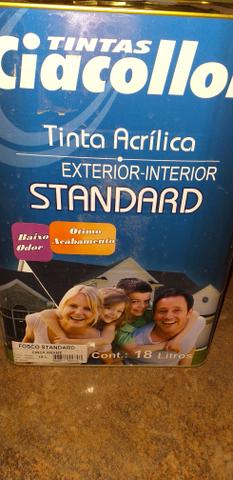 TINTAS
Ciacollor
Tinta Acrílica
EXTERIOR-INTERIOR
STANDARD
Baixo
Odor
Ótimo
Acabamento
FOSCO STANDARD
Cont.: 18 Litros